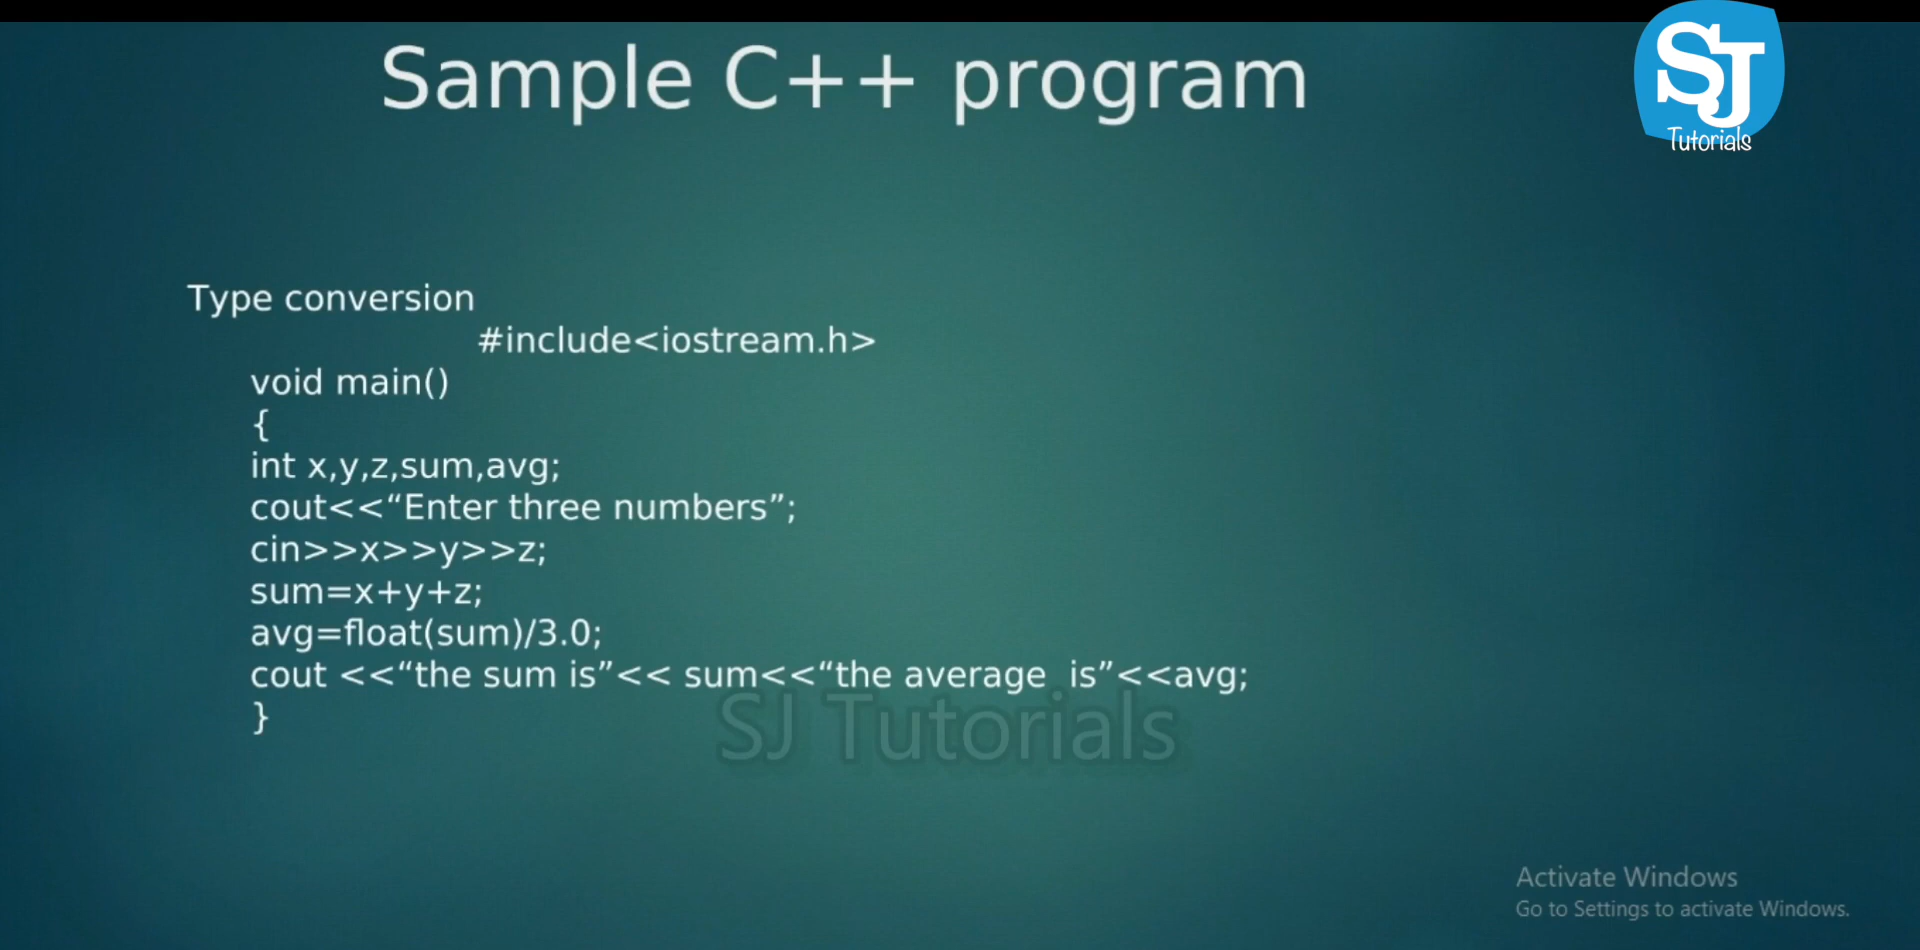 Sample C++ program
SJ
Tutorials
Type conversion
#include<iostream.h>
void main()
{
int x,y,z,sum,avg;
cout<<“Enter three numbers”;
cin>>x>>y>>z;
sum=x+y+z;
avg=float(sum)/3.0;
cout <<“the sum is”<< sum<<“the average  is”<<avg;
}
SJ Tutorials
Activate Windows
Go to Settings to activate Windows.